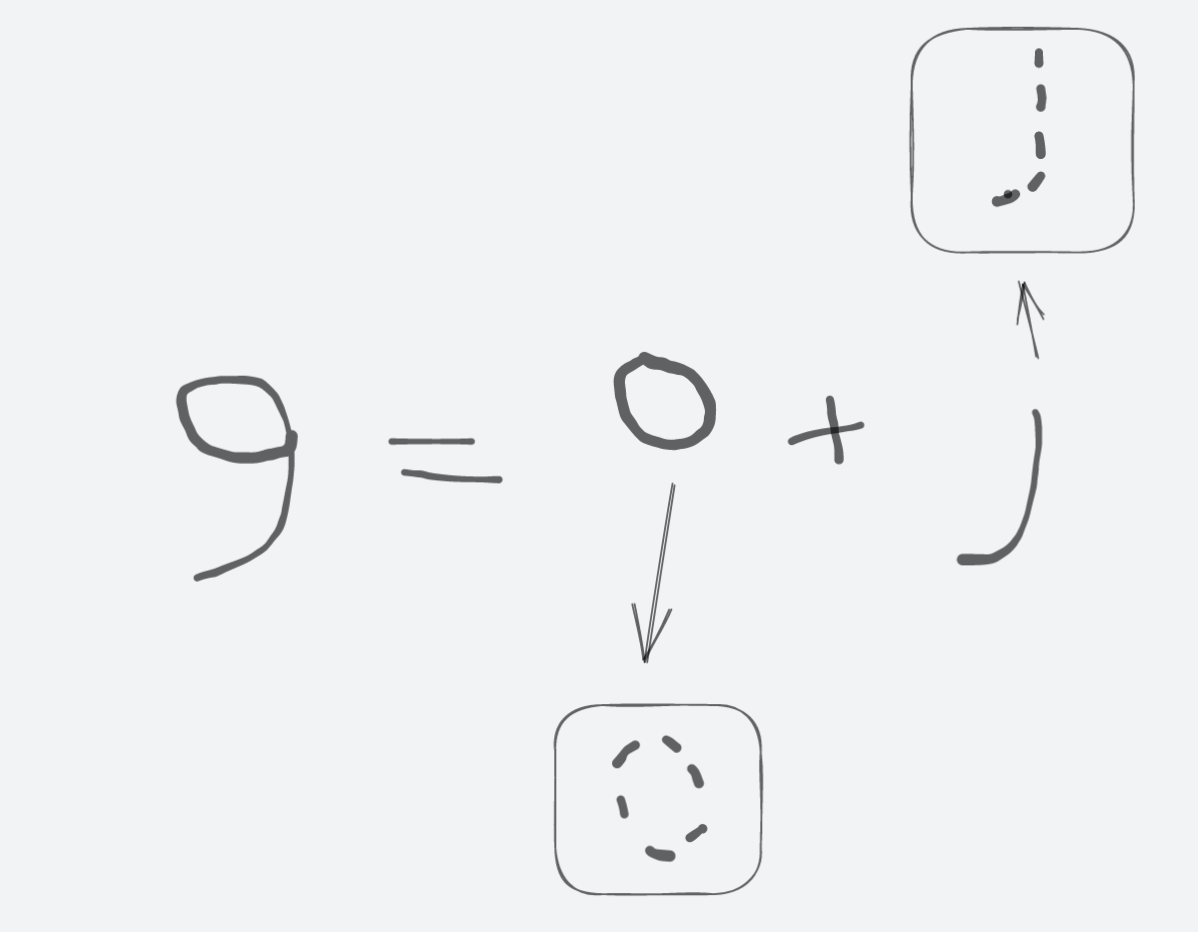 9 = 0 + J